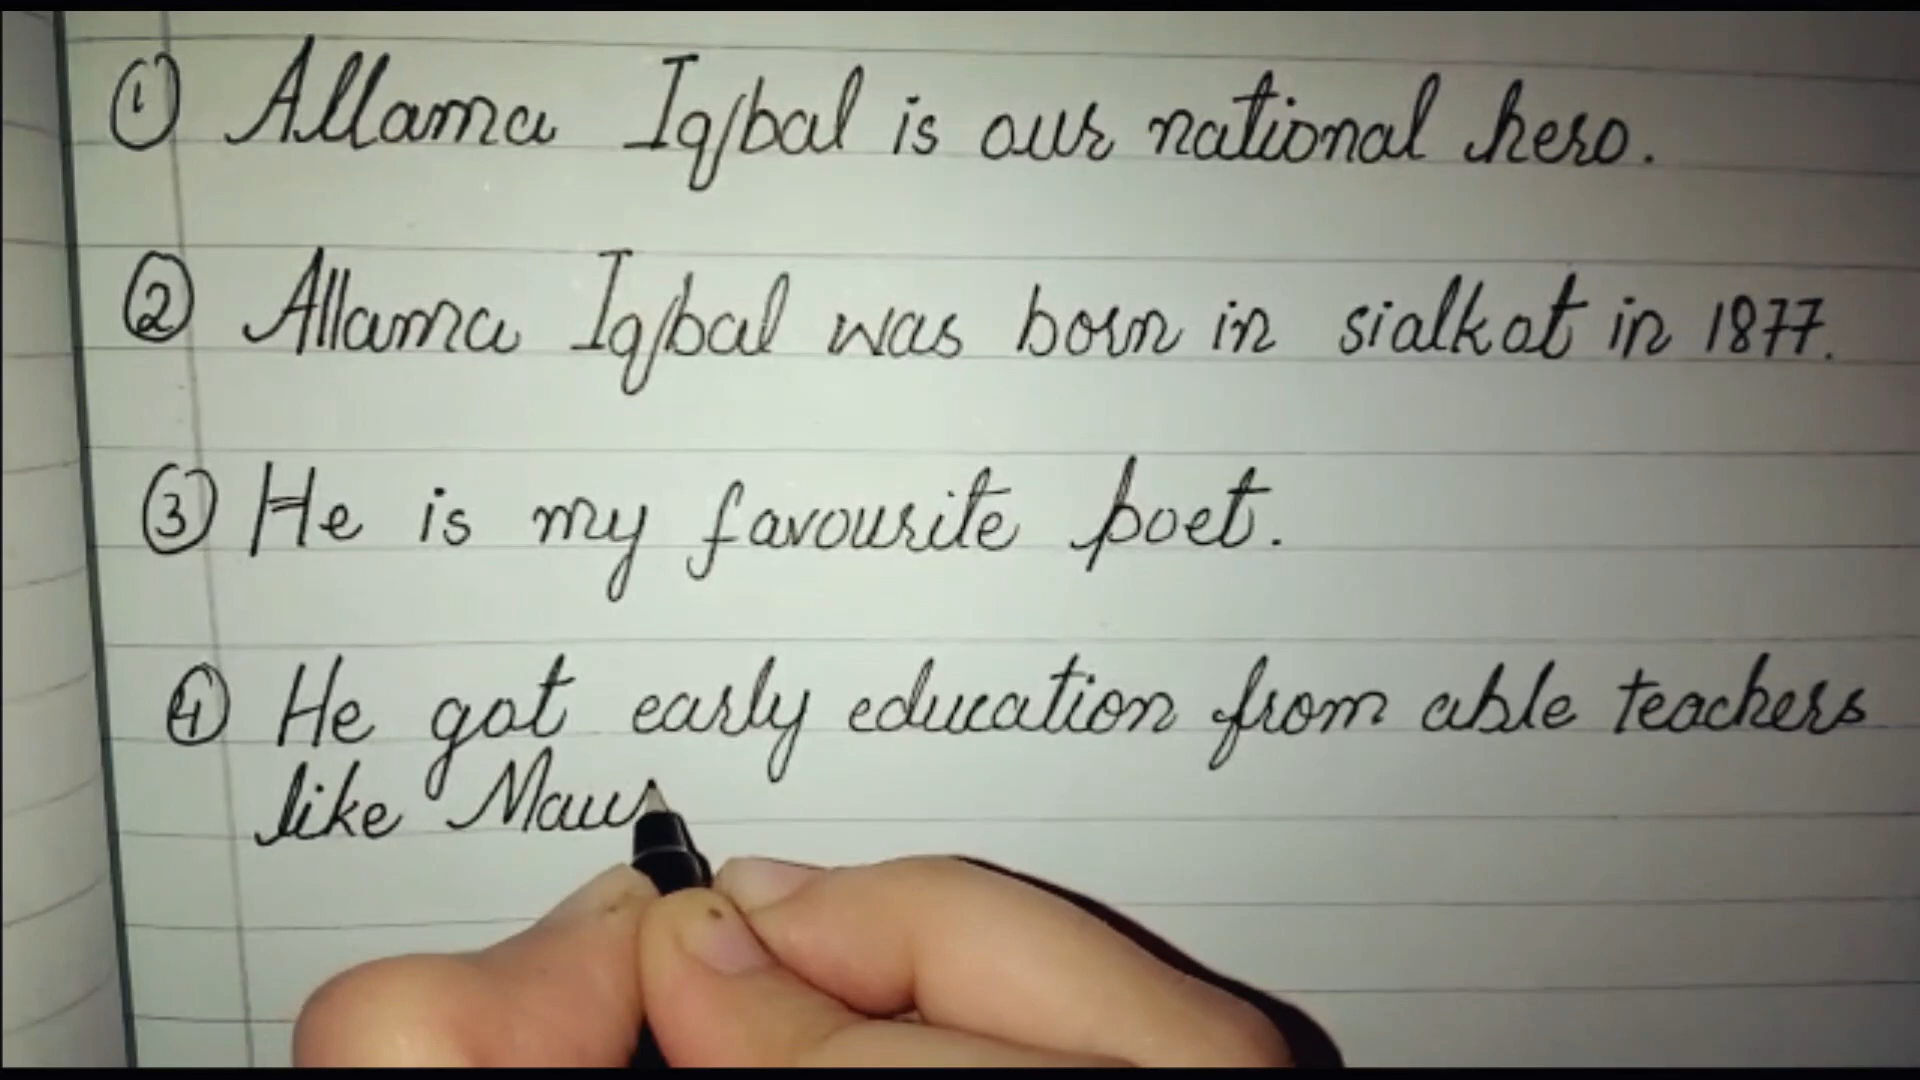 ① Allama Iqbal is our national hero.
② Allama Iqbal was born in sialkot in 1877.
③ He is my favourite poet.
④ He got early education from able teachers
like